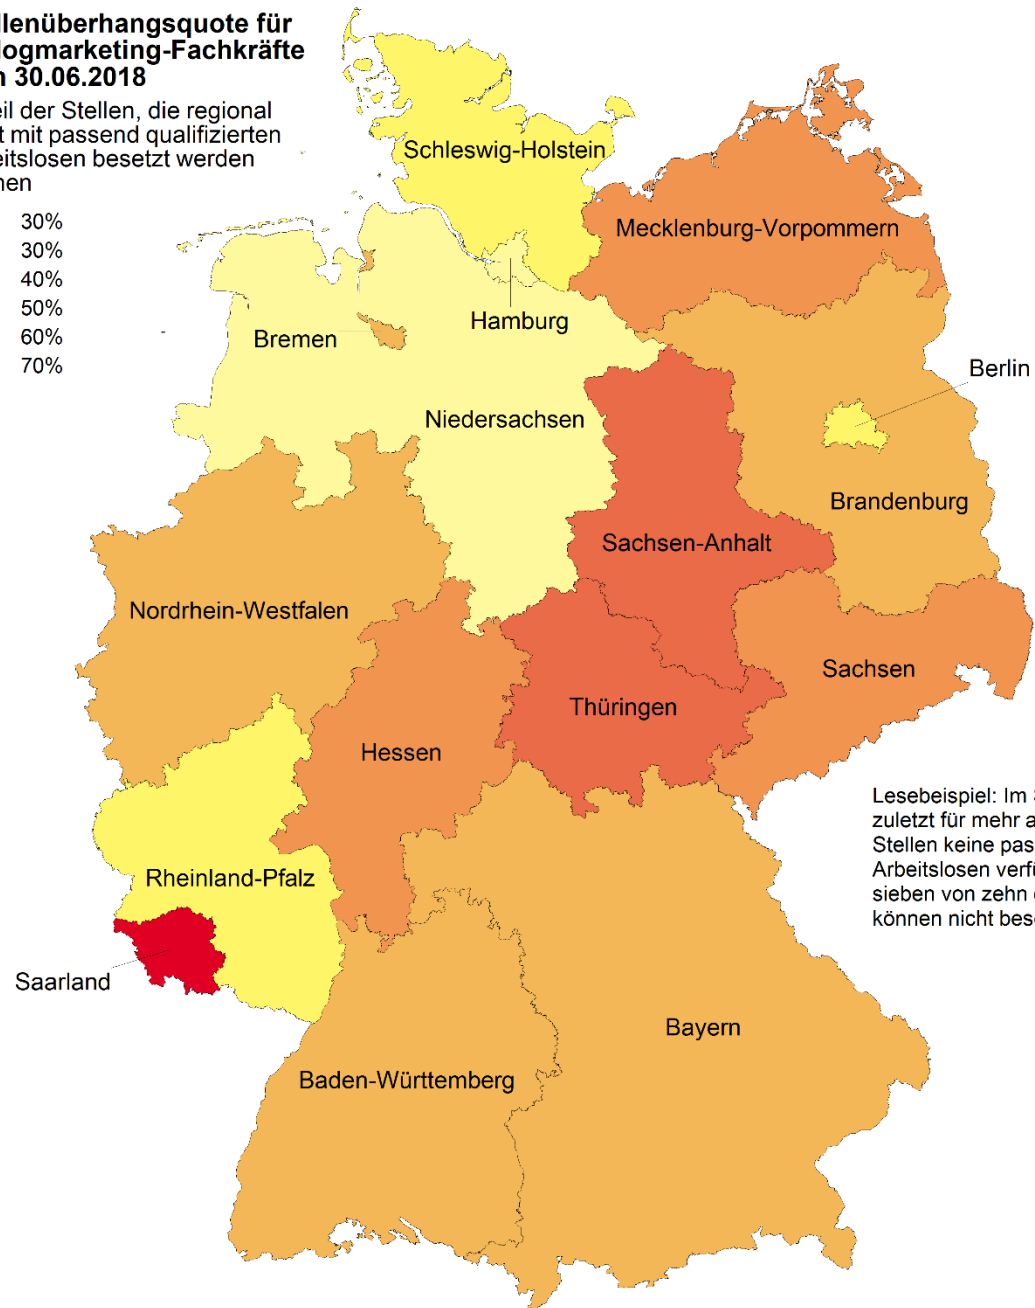 llenüberhangsquote für
logmarketing-Fachkräfte
30.06.2018
eil der Stellen, die regional
t mit passend qualifizierten
eitslosen besetzt werden
nen
30%
30%
40%
50%
60%
70%
Schleswig-Holstein
Mecklenburg-Vorpommern
Hamburg
Bremen
Berlin
Niedersachsen
Brandenburg
Sachsen-Anhalt
Nordrhein-Westfalen
Sachsen
Thüringen
Hessen
Lesebeispiel: Im
zuletzt für mehr a
Stellen keine pas
Arbeitslosen verfü
sieben von zehn
können nicht bes
Rheinland-Pfalz
Saarland
Bayern
Baden-Württemberg